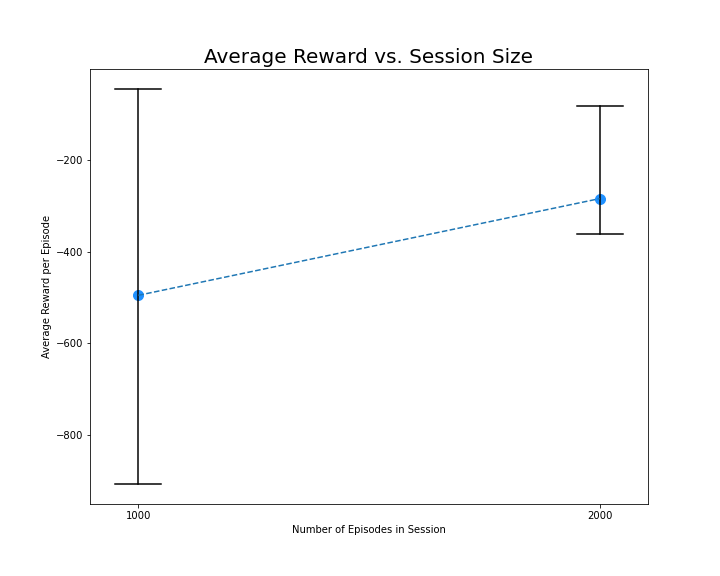 Average Reward vs. Session Size
Average Reward per Episode
−200
−400
−600
−800
1000
2000
Number of Episodes in Session